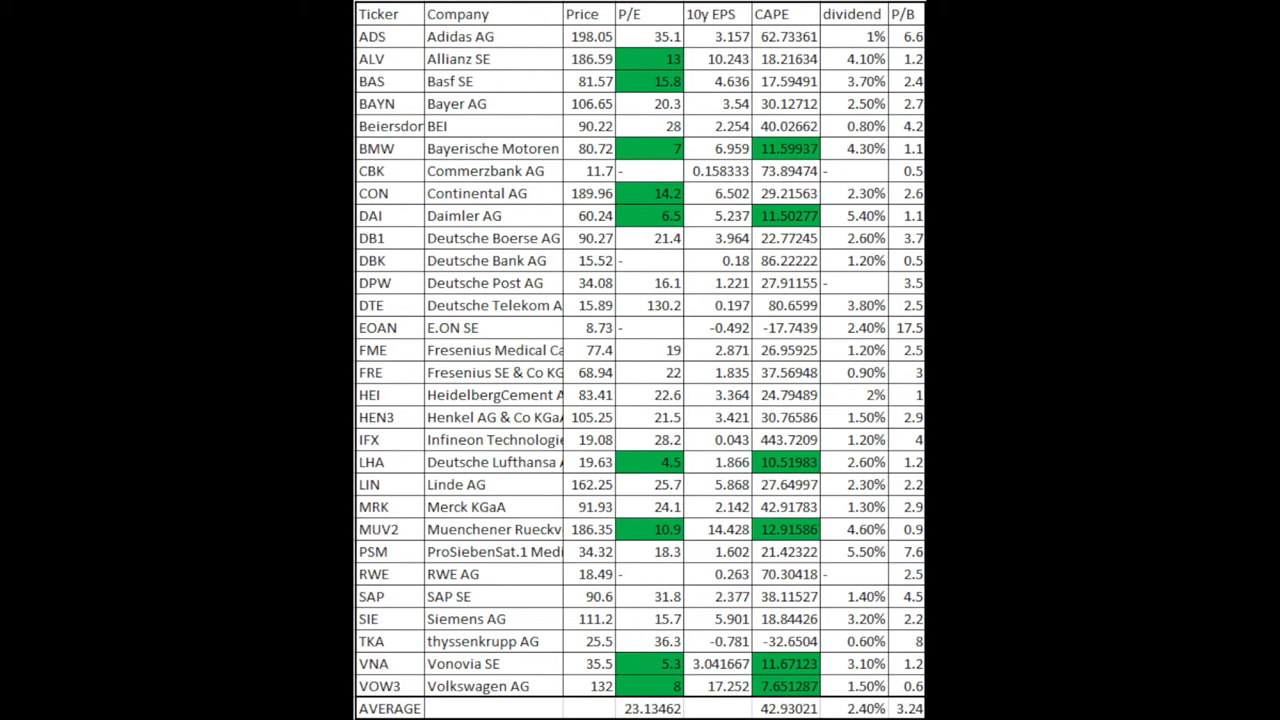 Ticker Company Price P/E 10y EPS CAPE dividend P/B
ADS Adidas AG 198.05 35.1 3.157 62.73361 1% 6.6
ALV Allianz SE 186.59 13 10.243 18.21634 4.10% 1.2
BAS Basf SE 81.57 15.8 4.636 17.59491 3.70% 2.4
BAYN Bayer AG 106.65 20.3 3.54 30.12712 2.50% 2.7
Beiersdor BEI 90.22 28 2.254 40.02662 0.80% 4.2
BMW Bayerische Motoren 80.72 7 6.959 11.59937 4.30% 1.1
CBK Commerzbank AG 11.7 - 0.158333 73.89474 - 0.5
CON Continental AG 189.96 14.2 6.502 29.21563 2.30% 2.6
DAI Daimler AG 60.24 6.5 5.237 11.50277 5.40% 1.1
DB1 Deutsche Boerse AG 90.27 21.4 3.964 22.77245 2.60% 3.7
DBK Deutsche Bank AG 15.52 - 0.18 86.22222 1.20% 0.5
DPW Deutsche Post AG 34.08 16.1 1.221 27.91155 - 3.5
DTE Deutsche Telekom A 15.89 130.2 0.197 80.6599 3.80% 2.5
EOAN E.ON SE 8.73 - -0.492 -17.7439 2.40% 17.5
FME Fresenius Medical Ca 77.4 19 2.871 26.95925 1.20% 2.5
FRE Fresenius SE & Co KG 68.94 22 1.835 37.56948 0.90% 3
HEI HeidelbergCement A 83.41 22.6 3.364 24.79489 2% 1
HEN3 Henkel AG & Co KGaA 105.25 21.5 3.421 30.76586 1.50% 2.9
IFX Infineon Technologie 19.08 28.2 0.043 443.7209 1.20% 4
LHA Deutsche Lufthansa A 19.63 4.5 1.866 10.51983 2.60% 1.2
LIN Linde AG 162.25 25.7 5.868 27.64997 2.30% 2.2
MRK Merck KGaA 91.93 24.1 2.142 42.91783 1.30% 2.9
MUV2 Muenchener Rueckv 186.35 10.9 14.428 12.91586 4.60% 0.9
PSM ProSiebenSat.1 Medi 34.32 18.3 1.602 21.42322 5.50% 7.6
RWE RWE AG 18.49 - 0.263 70.30418 - 2.5
SAP SAP SE 90.6 31.8 2.377 38.11527 1.40% 4.5
SIE Siemens AG 111.2 15.7 5.901 18.84426 3.20% 2.2
TKA thyssenkrupp AG 25.5 36.3 -0.781 -32.6504 0.60% 8
VNA Vonovia SE 35.5 5.3 3.041667 11.67123 3.10% 1.2
VOW3 Volkswagen AG 132 8 17.252 7.651287 1.50% 0.6
AVERAGE 23.13462 42.93021 2.40% 3.24